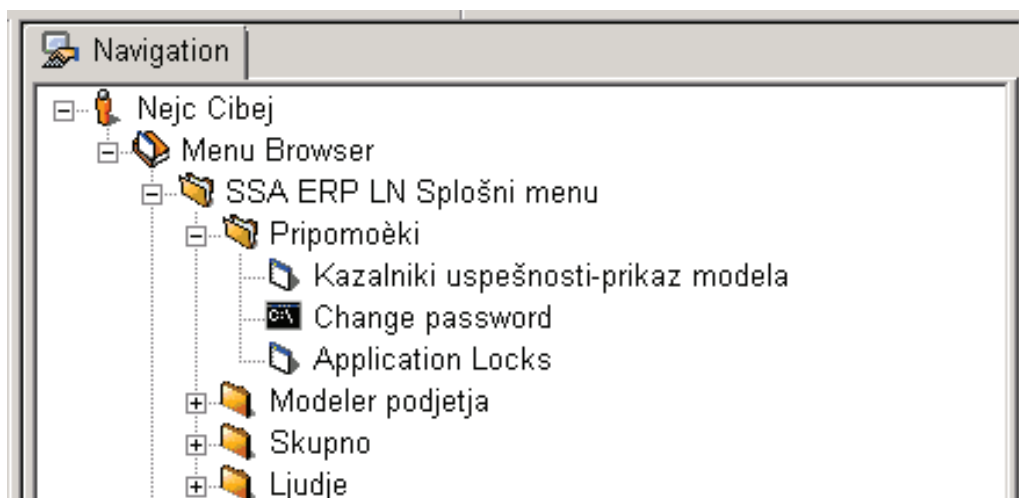 Navigation
Nejc Cibej
Menu Browser
SSA ERP LN Splošni menu
Pripomoèki
Kazalniki uspešnosti-prikaz modela
C:\ Change password
Application Locks
Modeler podjetja
Skupno
Ljudje